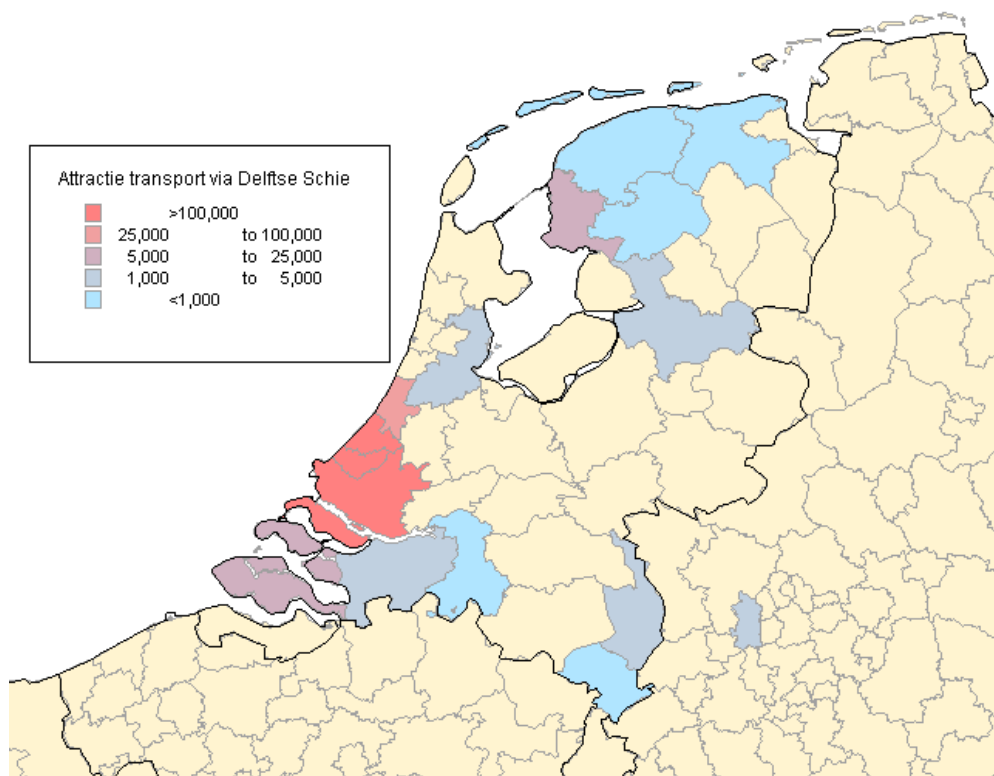 Attractie transport via Delftse Schie
>100,000
25,000 to 100,000
5,000 to 25,000
1,000 to 5,000
<1,000